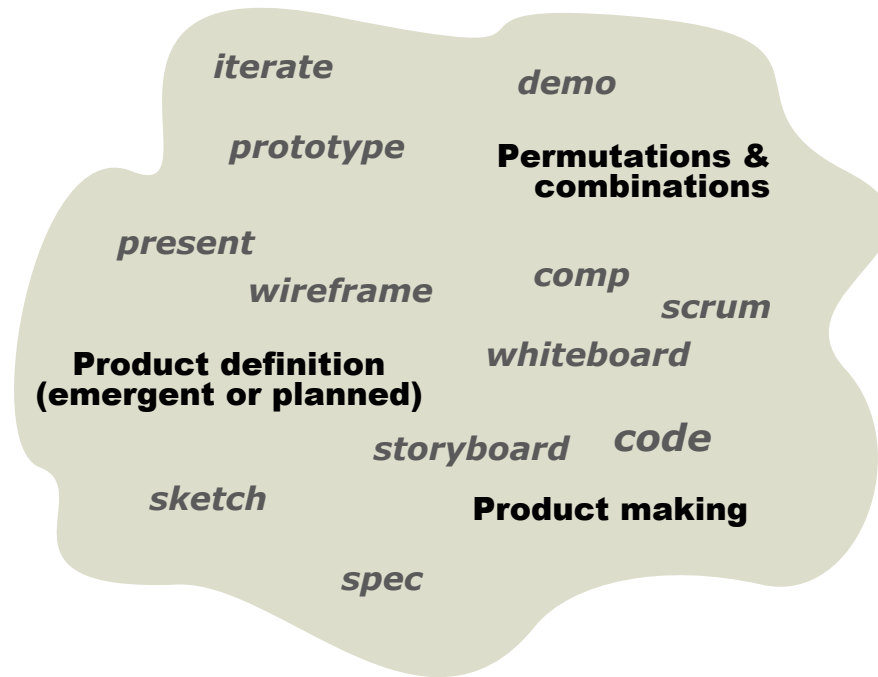 iterate
demo
prototype
Permutations &
combinations
present
comp
wireframe
scrum
whiteboard
Product definition
(emergent or planned)
code
storyboard
sketch
Product making
spec